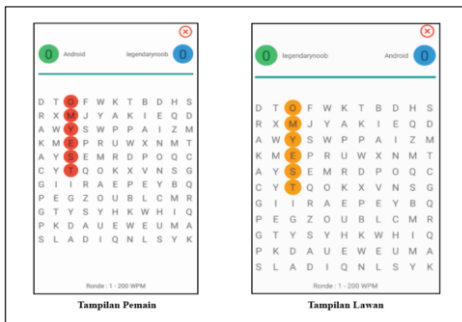 0 Android legendarynoob 0
D T O F W K T B D H S
R X M J Y A K I E Q D
A W Y S W P P A I Z M
K M E P R U W X N M T
A Y S E M R D P O Q C
C Y T Q O K X V N S G
G I I R A E P E Y B Q
P E G Z O U B L C M R
G T Y S Y H K W H I Q
P K D A U E W E U M A
S L A D I Q N L S Y K
Ronde : 1 - 200 WPM
Tampilan Pemain
0 legendarynoob Android 0
D T O F W K T B D H S
R X M J Y A K I E Q D
A W Y S W P P A I Z M
K M E P R U W X N M T
A Y S E M R D P O Q C
C Y T Q O K X V N S G
G I I R A E P E Y B Q
P E G Z O U B L C M R
G T Y S Y H K W H I Q
P K D A U E W E U M A
S L A D I Q N L S Y K
Ronde : 1 - 200 WPM
Tampilan Lawan